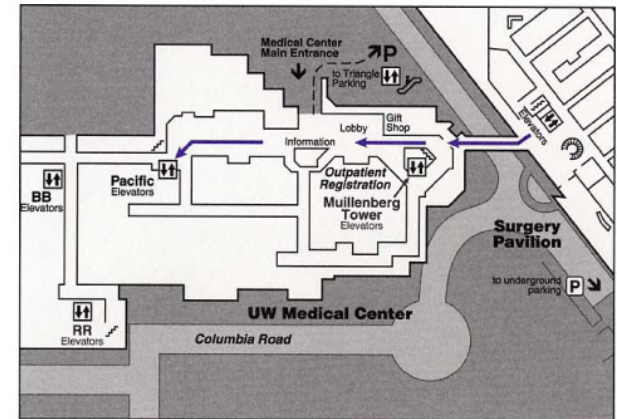 Medical Center
Main Entrance
P
to Triangle
Parking
Gift
Shop
Lobby
Information
Elevators
Outpatient
Registration
Muillenberg
Tower
Elevators
Pacific
Elevators
BB
Elevators
Surgery
Pavilion
to underground
parking
P
UW Medical Center
RR
Elevators
Columbia Road